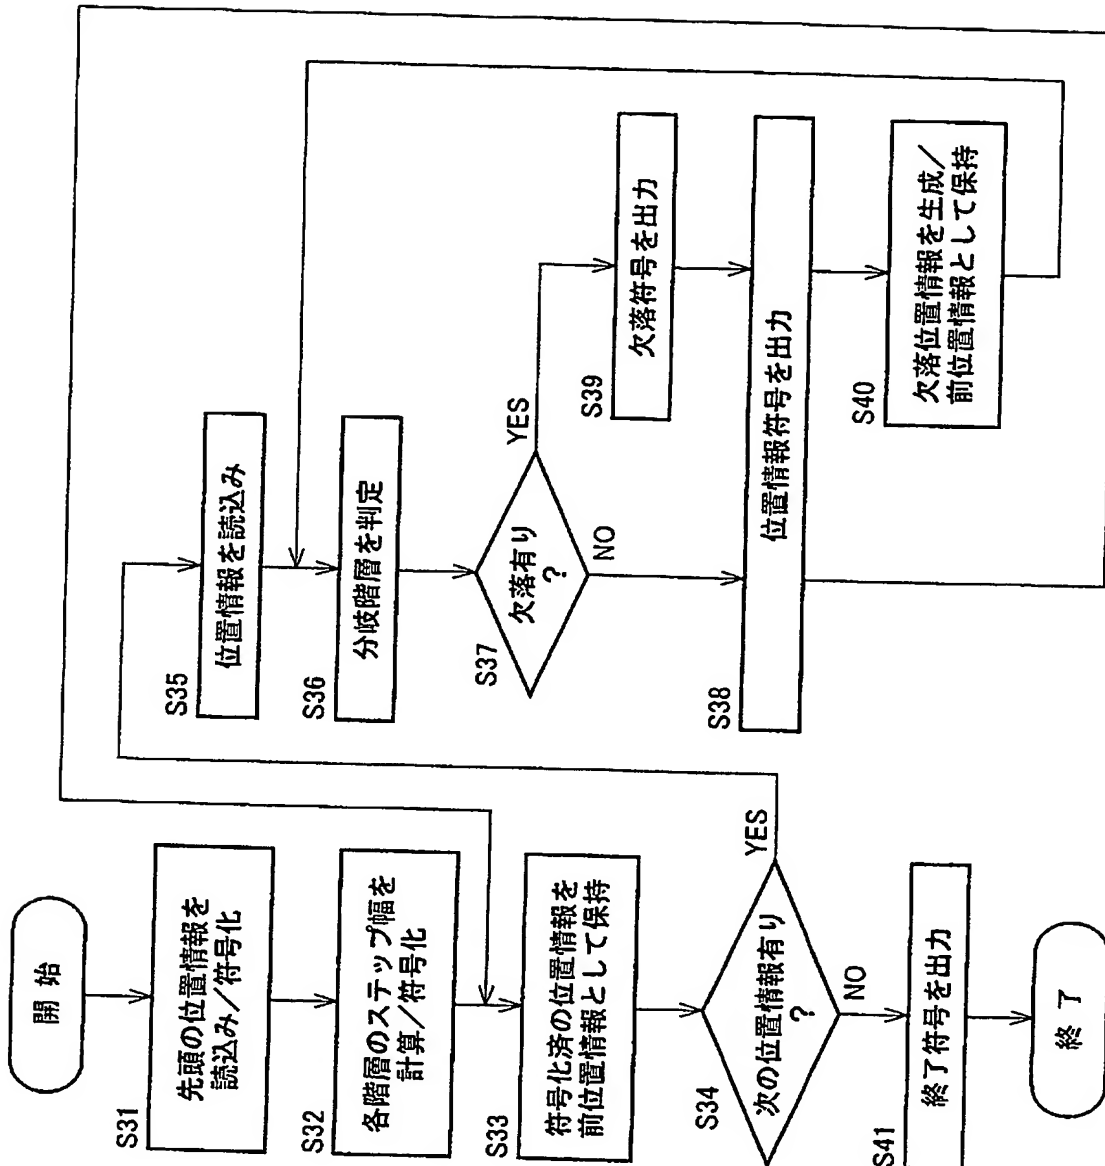 開始
S31
先頭の位置情報を
読込み/符号化
S32
各階層のステップ幅を
計算/符号化
S33
符号化済の位置情報を
前位置情報として保持
S34
次の位置情報有り
?
YES
NO
S41
終了符号を出力
終了
S35
位置情報を読込み
S36
分岐階層を判定
S37
欠落有り
?
YES
NO
S39
欠落符号を出力
S38
位置情報符号を出力
S40
欠落位置情報を生成/
前位置情報として保持